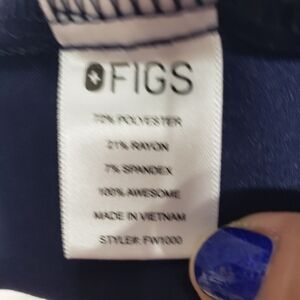 FIGS
72% POLYESTER
21% RAYON
7% SPANDEX
100% AWESOME
MADE IN VIETNAM
STYLE#: FW1000